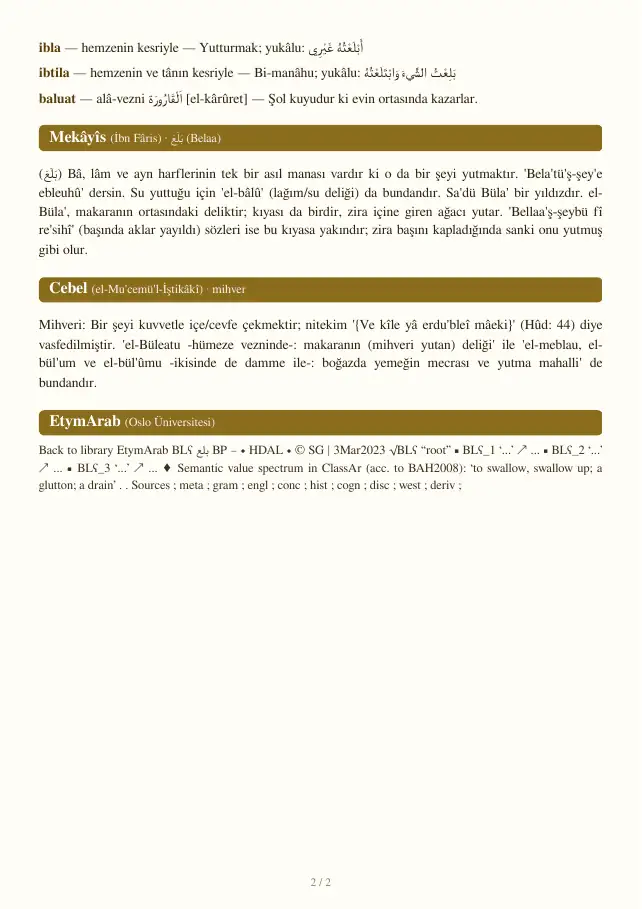 ibla — hemzenin kesriyle — Yutturmak; yukâlu: أَبْلَعْتُهُ غَيْرِي
ibtila — hemzenin ve tânın kesriyle — Bi-manâhu; yukâlu: بَلِعْتُ الشَّيءَ وَابْتَلَعْتُهُ
baluat — alâ-vezni اَلْقَارُورَة [el-kârûret] — Şol kuyudur ki evin ortasında kazarlar.
Mekâyîs (İbn Fâris) · بَلَعَ (Belaa)
(بَلَعَ) Bâ, lâm ve ayn harflerinin tek bir asıl manası vardır ki o da bir şeyi yutmaktır. 'Bela'tü'ş-şey'e
ebleuhû' dersin. Su yuttuğu için 'el-bâlû' (lağım/su deliği) da bundandır. Sa'dü Büla' bir yıldızdır. el-
Büla', makaranın ortasındaki deliktir; kıyası da birdir, zira içine giren ağacı yutar. 'Bellaa'ş-şeybü fî
re'sihî' (başında aklar yayıldı) sözleri ise bu kıyasa yakındır; zira başını kapladığında sanki onu yutmuş
gibi olur.
Cebel (el-Mu'cemü'l-İştikâkî) · mihver
Mihveri: Bir şeyi kuvvetle içe/cevfe çekmektir; nitekim '{Ve kîle yâ erdu'bleî mâeki}' (Hûd: 44) diye
vasfedilmiştir. 'el-Büleatu -hümeze vezninde-: makaranın (mihveri yutan) deliği' ile 'el-meblau, el-
bül'um ve el-bül'ûmu -ikisinde de damme ile-: boğazda yemeğin mecrası ve yutma mahalli' de
bundandır.
EtymArab (Oslo Üniversitesi)
Back to library EtymArab BLʕ بلع BP – ⬥ HDAL ⬥ © SG | 3Mar2023 √BLʕ “root” ▪ BLʕ_1 ‘...’ ↗ ... ▪ BLʕ_2 ‘...’
↗ ... ▪ BLʕ_3 ‘...’ ↗ ... ♦ Semantic value spectrum in ClassAr (acc. to BAH2008): ‘to swallow, swallow up; a
glutton; a drain’ . . Sources ; meta ; gram ; engl ; conc ; hist ; cogn ; disc ; west ; deriv ;
2 / 2